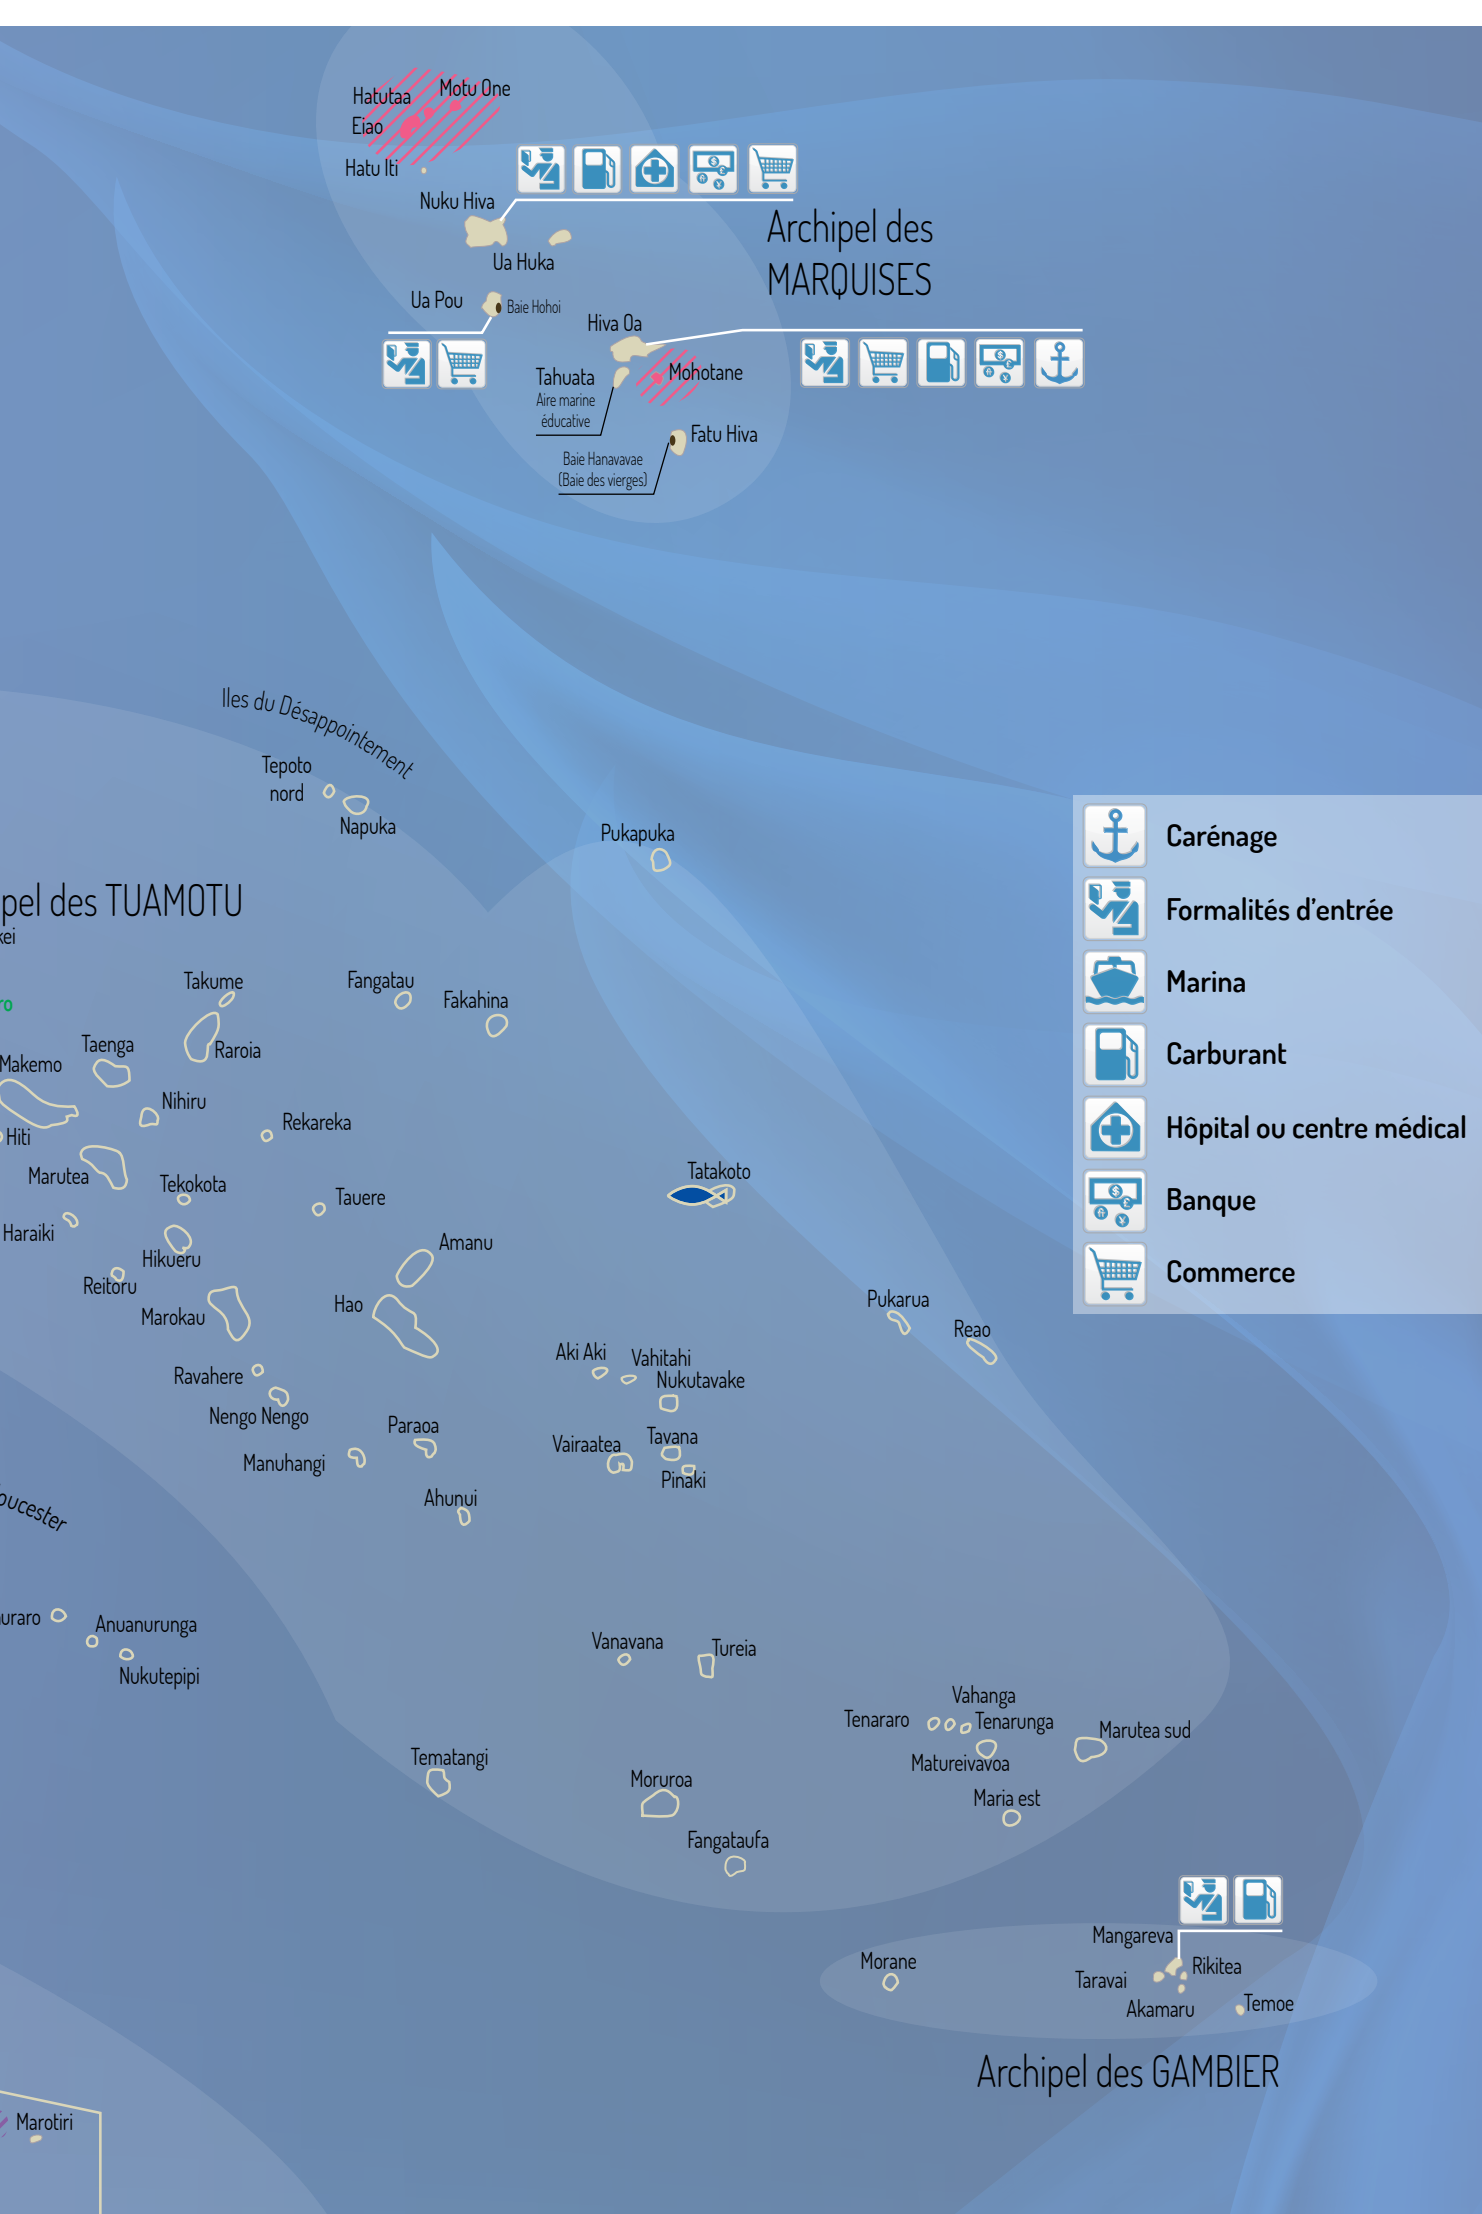 Motu One
Hatutaa
Eiao
Hatu Iti
Nuku Hiva
Archipel des
MARQUISES
Ua Huka
Ua Pou
Baie Hohoi
Hiva Oa
Mohotane
Tahuata
Aire marine
éducative
Fatu Hiva
Baie Hanavavae
(Baie des vierges)
Iles du Désappointement
Tepoto
nord
Napuka
Pukapuka
Carénage
Formalités d'entrée
Marina
Carburant
Hôpital ou centre médical
Banque
Commerce
pel des TUAMOTU
kei
ro
Takume
Fangatau
Fakahina
Taenga
Raroia
Makemo
Nihiru
Rekareka
Hiti
Marutea
Tekokota
Tauere
Tatakoto
Haraiki
Hikueru
Amanu
Reitoru
Marokau
Hao
Pukarua
Reao
Aki Aki
Vahitahi
Nukutavake
Ravahere
Nengo Nengo
Paraoa
Vairaatea
Tavana
Manuhangi
Pinaki
Ahunui
oucester
uraro
Anuanurunga
Nukutepipi
Vanavana
Tureia
Vahanga
Tenararo
Tenarunga
Marutea sud
Matureivavoa
Tematangi
Moruroa
Maria est
Fangataufa
Mangareva
Morane
Rikitea
Taravai
Akamaru
Temoe
Archipel des GAMBIER
Marotiri